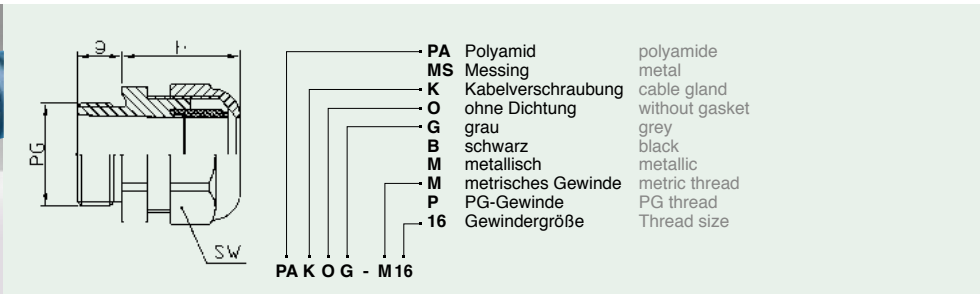 g
PG
SW
PA Polyamid polyamide
MS Messing metal
K Kabelverschraubung cable gland
O ohne Dichtung without gasket
G grau grey
B schwarz black
M metallisch metallic
M metrisches Gewinde metric thread
P PG-Gewinde PG thread
16 Gewindergröße Thread size
PA K O G - M 16